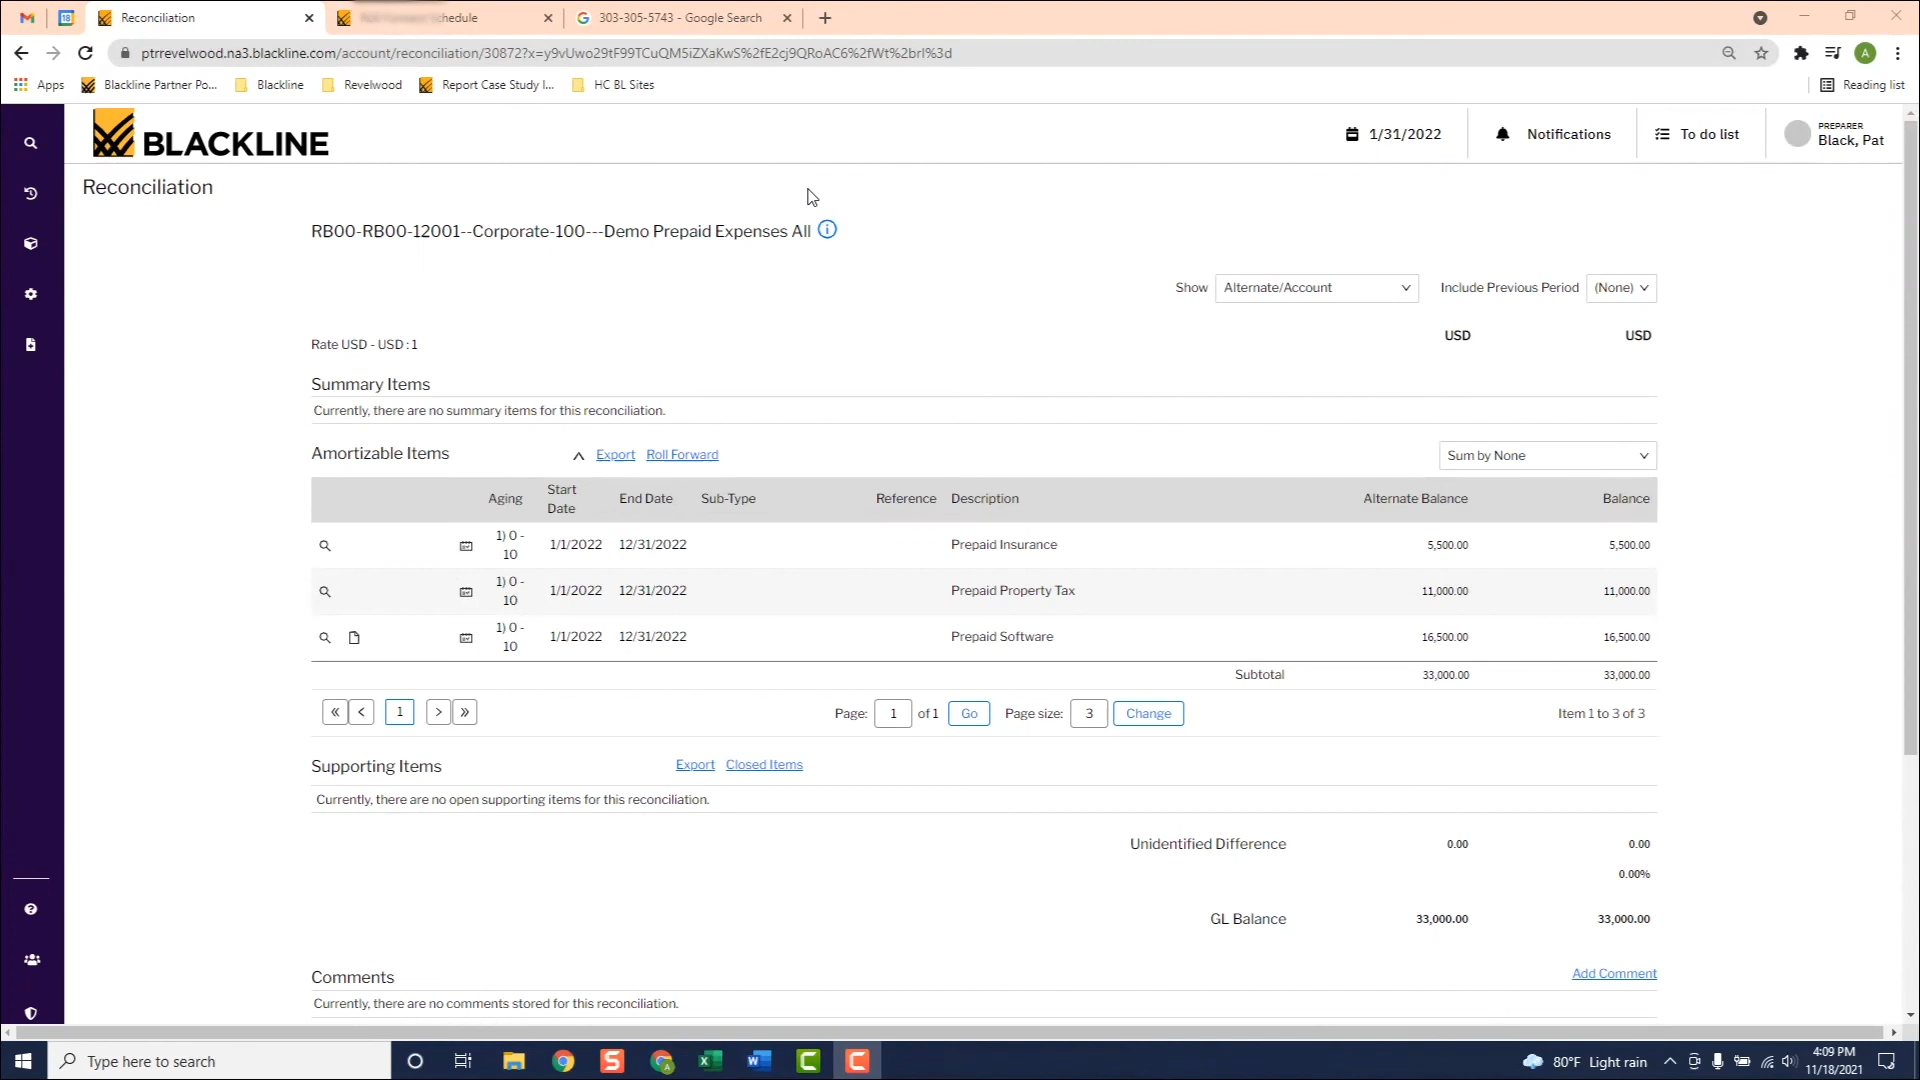 Reconciliation
Schedule
303-305-5743 - Google Search
ptrrevelwood.na3.blackline.com/account/reconciliation/30872?x=y9vUwo29tF99TCuQM5iZXaKwS%2fE2cj9QRoAC6%2fWt%2brI%3d
A
Apps
Blackline Partner Po...
Blackline
Revelwood
Report Case Study I...
HC BL Sites
Reading list
BLACKLINE
1/31/2022
Notifications
To do list
PREPARER
Black, Pat
Reconciliation
RB00-RB00-12001--Corporate-100---Demo Prepaid Expenses All
Show Alternate/Account Include Previous Period (None)
USD USD
Rate USD - USD : 1
Summary Items
Currently, there are no summary items for this reconciliation.
Amortizable Items Export Roll Forward Sum by None
Aging Start Date End Date Sub-Type Reference Description Alternate Balance Balance
1) 0 - 10 1/1/2022 12/31/2022 Prepaid Insurance 5,500.00 5,500.00
1) 0 - 10 1/1/2022 12/31/2022 Prepaid Property Tax 11,000.00 11,000.00
1) 0 - 10 1/1/2022 12/31/2022 Prepaid Software 16,500.00 16,500.00
Subtotal 33,000.00 33,000.00
« < 1 > » Page: 1 of 1 Go Page size: 3 Change Item 1 to 3 of 3
Supporting Items Export Closed Items
Currently, there are no open supporting items for this reconciliation.
Unidentified Difference 0.00 0.00
0.00%
GL Balance 33,000.00 33,000.00
Comments Add Comment
Currently, there are no comments stored for this reconciliation.
Type here to search
80°F Light rain
4:09 PM
11/18/2021